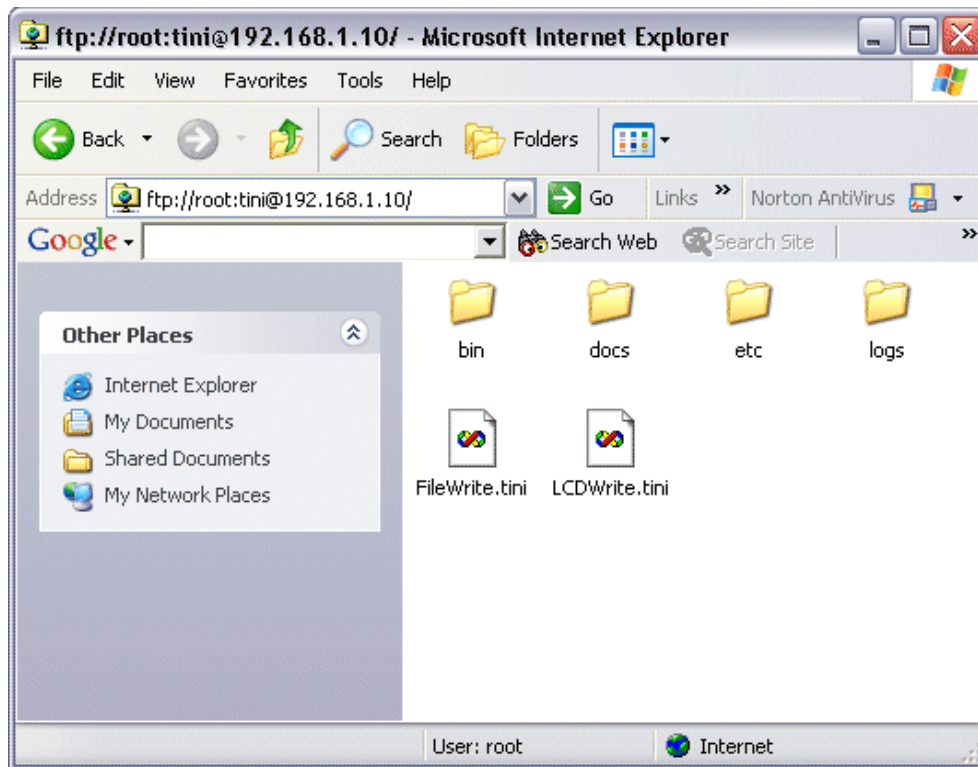 ftp://root:tini@192.168.1.10/ - Microsoft Internet Explorer
File Edit View Favorites Tools Help
Back Search Folders
Address ftp://root:tini@192.168.1.10/ Go Links » Norton AntiVirus
Google Search Web Search Site »
Other Places
Internet Explorer
My Documents
Shared Documents
My Network Places
bin docs etc logs
FileWrite.tini LCDWrite.tini
User: root Internet